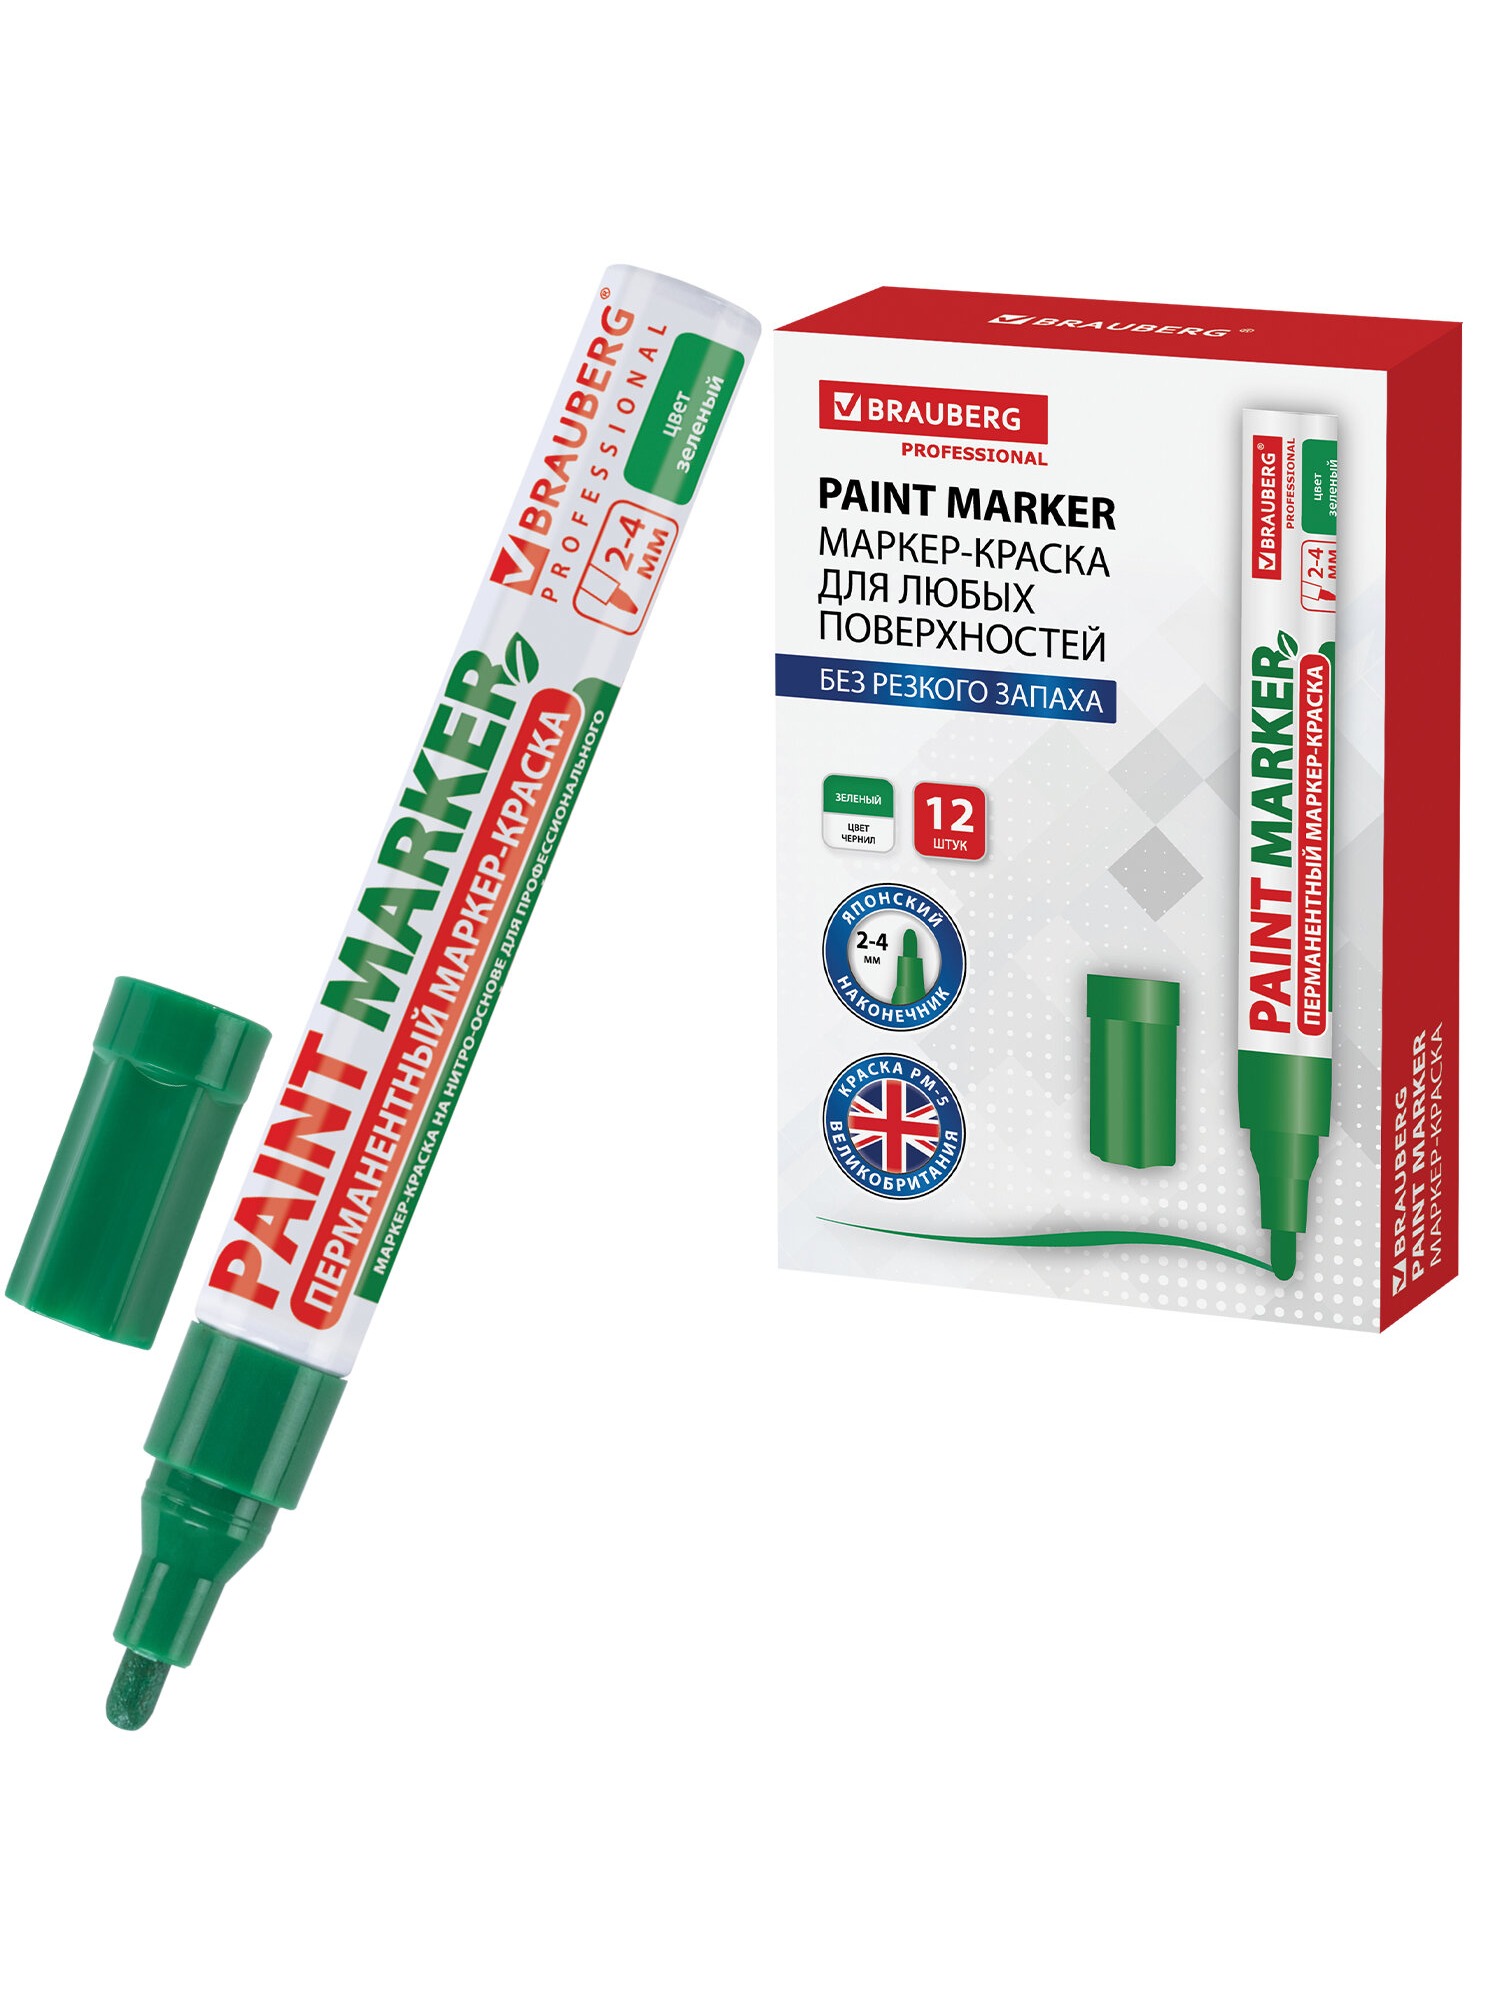 BRAUBERG®
PROFESSIONAL
цвет
зеленый
2-4
мм
PAINT MARKER
ПЕРМАНЕНТНЫЙ МАРКЕР-КРАСКА
МАРКЕР-КРАСКА НА НИТРО-ОСНОВЕ ДЛЯ ПРОФЕССИОНАЛЬНОГО
BRAUBERG®
BRAUBERG
PROFESSIONAL
PAINT MARKER
МАРКЕР-КРАСКА
ДЛЯ ЛЮБЫХ
ПОВЕРХНОСТЕЙ
БЕЗ РЕЗКОГО ЗАПАХА
ЗЕЛЕНЫЙ
ЦВЕТ
ЧЕРНИЛ
12
ШТУК
ЯПОНСКИЙ
2-4
мм
НАКОНЕЧНИК
КРАСКА РМ-5
ВЕЛИКОБРИТАНИЯ
BRAUBERG®
PROFESSIONAL
цвет
зеленый
2-4
мм
PAINT MARKER
ПЕРМАНЕНТНЫЙ МАРКЕР-КРАСКА
BRAUBERG
PAINT MARKER
МАРКЕР-КРАСКА